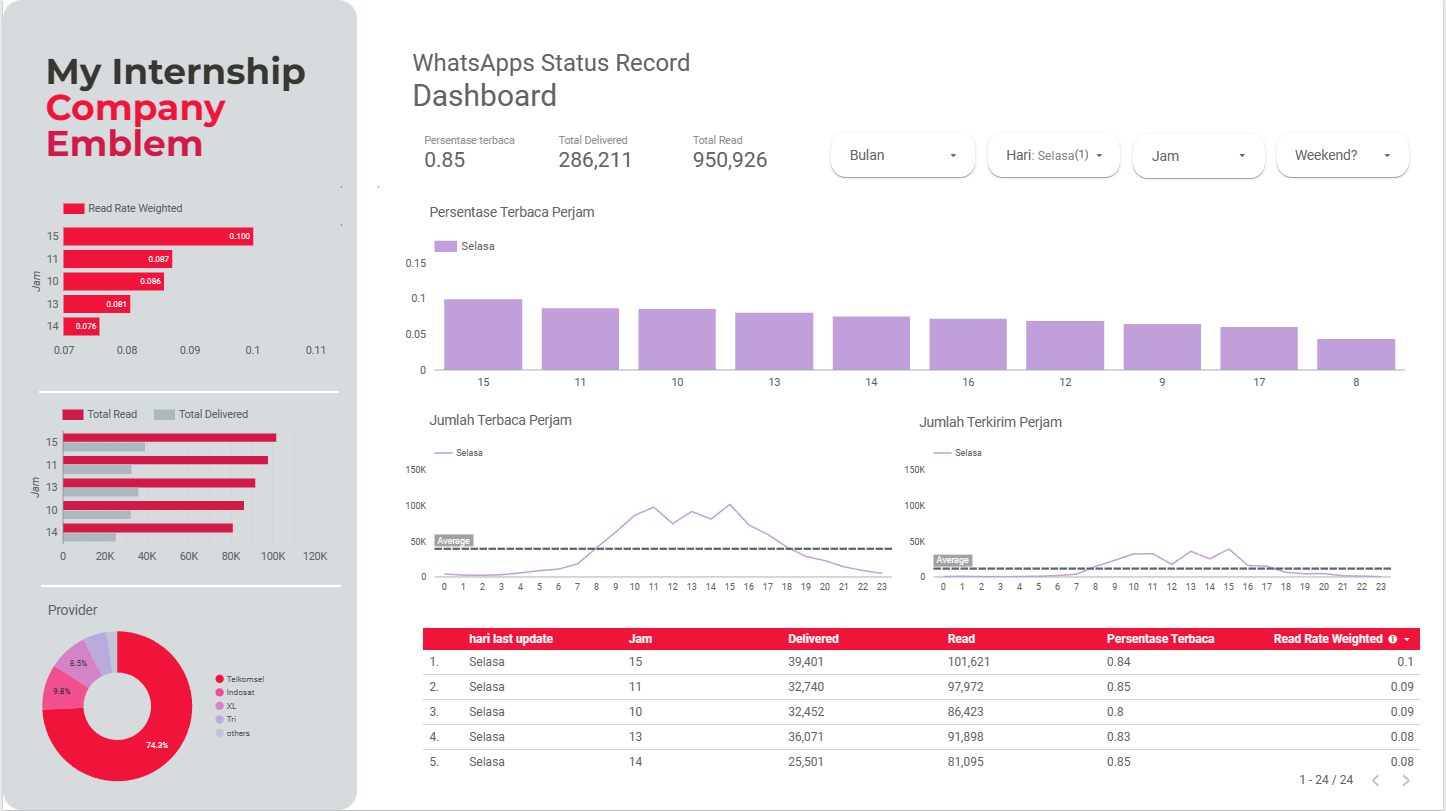 My Internship
Company
Emblem
WhatsApps Status Record
Dashboard
Persentase terbaca
0.85
Total Delivered
286,211
Total Read
950,926
Bulan
Hari: Selasa(1)
Jam
Weekend?
Read Rate Weighted
Jam
15 0.100
11 0.087
10 0.086
13 0.081
14 0.076
0.07 0.08 0.09 0.1 0.11
Total Read Total Delivered
Jam
15
11
13
10
14
0 20K 40K 60K 80K 100K 120K
Provider
8.5%
9.8%
74.3%
Telkomsel
Indosat
XL
Tri
others
Persentase Terbaca Perjam
Selasa
0.15
0.1
0.05
0
15 11 10 13 14 16 12 9 17 8
Jumlah Terbaca Perjam
Selasa
150K
100K
50K
Average
0
0 1 2 3 4 5 6 7 8 9 10 11 12 13 14 15 16 17 18 19 20 21 22 23
Jumlah Terkirim Perjam
Selasa
150K
100K
50K
Average
0
0 1 2 3 4 5 6 7 8 9 10 11 12 13 14 15 16 17 18 19 20 21 22 23
hari last update Jam Delivered Read Persentase Terbaca Read Rate Weighted
1. Selasa 15 39,401 101,621 0.84 0.1
2. Selasa 11 32,740 97,972 0.85 0.09
3. Selasa 10 32,452 86,423 0.8 0.09
4. Selasa 13 36,071 91,898 0.83 0.08
5. Selasa 14 25,501 81,095 0.85 0.08
1 - 24 / 24